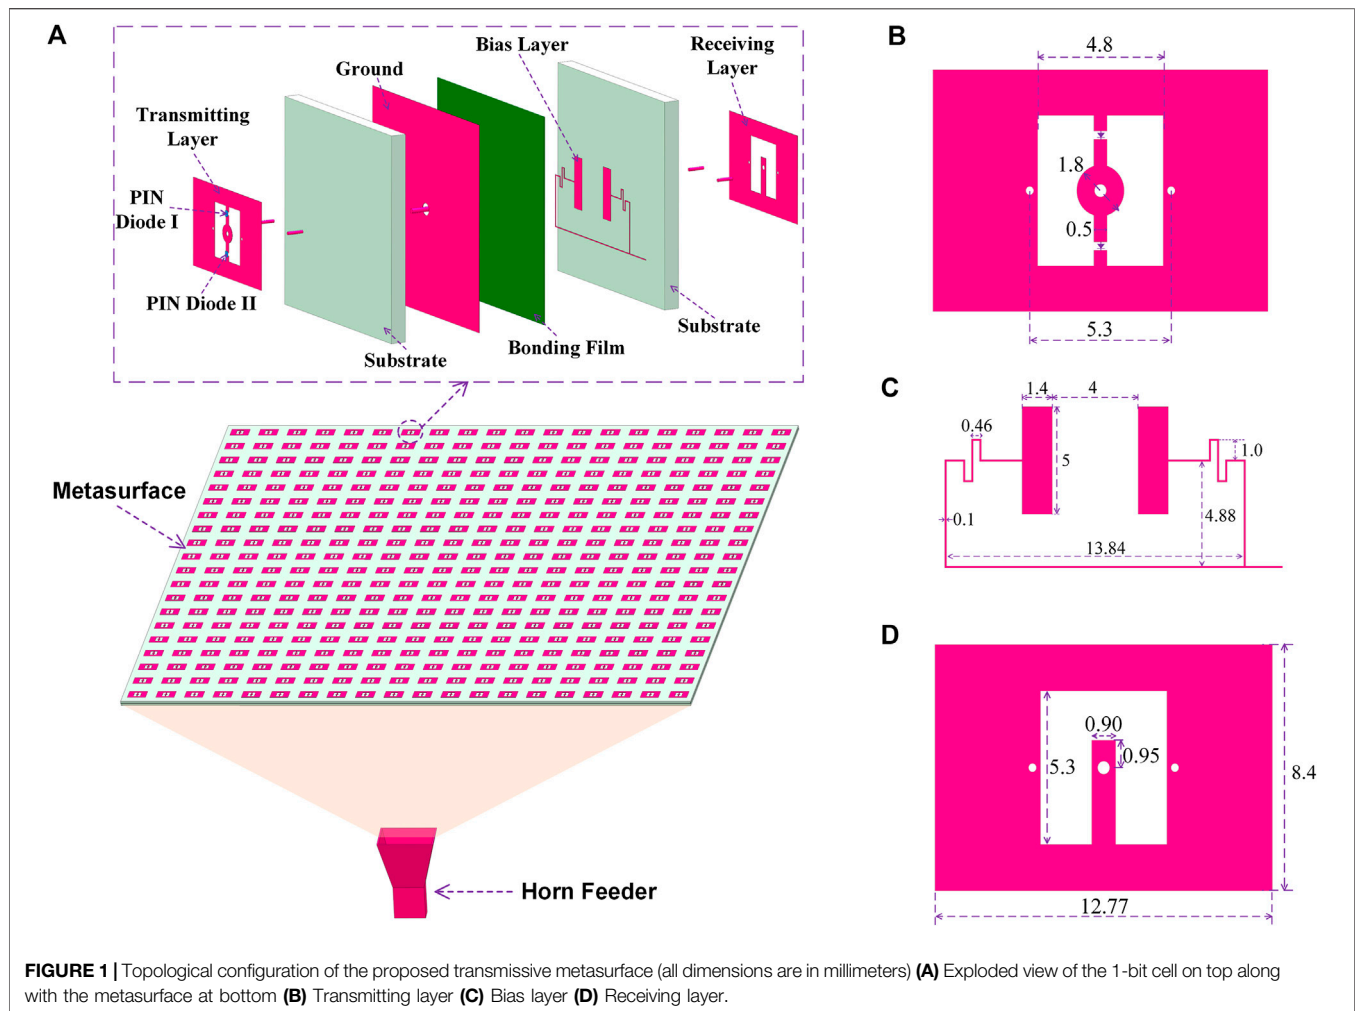 A
Bias Layer
Receiving
Layer
Ground
Transmitting
Layer
PIN
Diode I
PIN Diode II
Substrate
Bonding Film
Substrate
Metasurface
Horn Feeder
B
4.8
1.8
0.5
5.3
C
1.4
4
0.46
5
1.0
0.1
4.88
13.84
D
0.90
0.95
5.3
8.4
12.77
FIGURE 1 | Topological configuration of the proposed transmissive metasurface (all dimensions are in millimeters) (A) Exploded view of the 1-bit cell on top along
with the metasurface at bottom (B) Transmitting layer (C) Bias layer (D) Receiving layer.